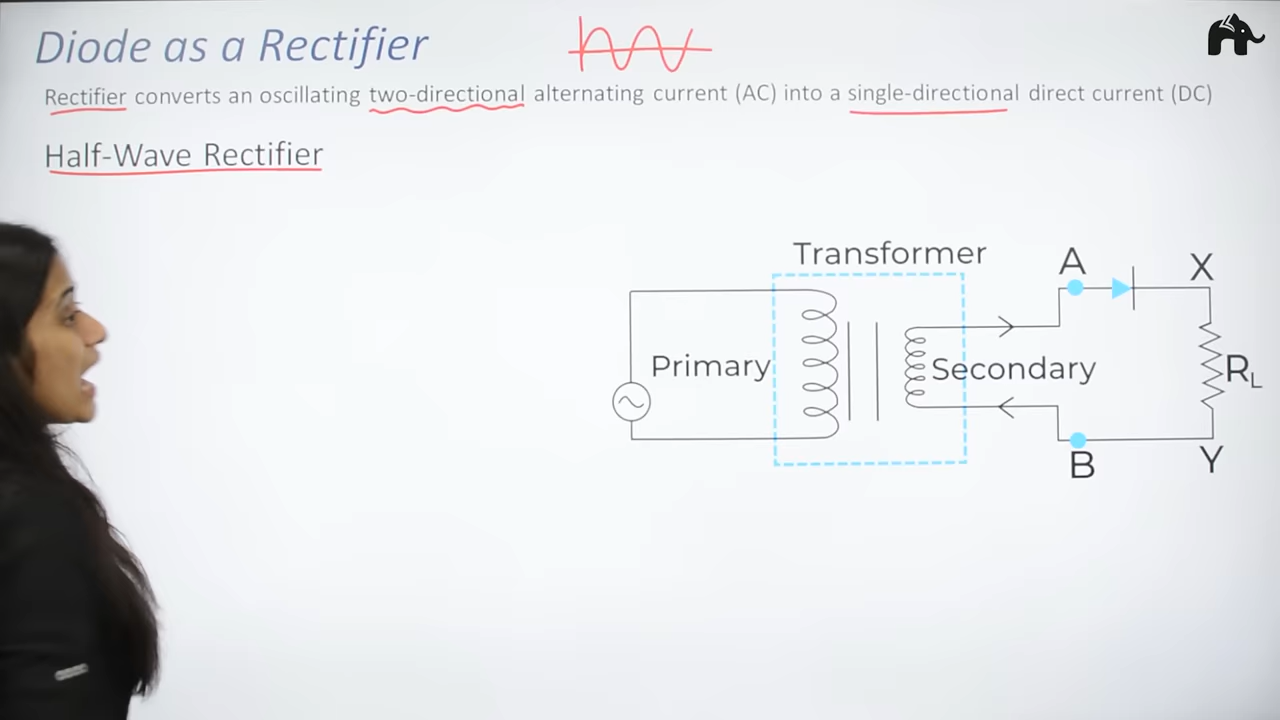 Diode as a Rectifier
Rectifier converts an oscillating two-directional alternating current (AC) into a single-directional direct current (DC)
Half-Wave Rectifier
Transformer
A
X
Primary
Secondary
R_L
B
Y